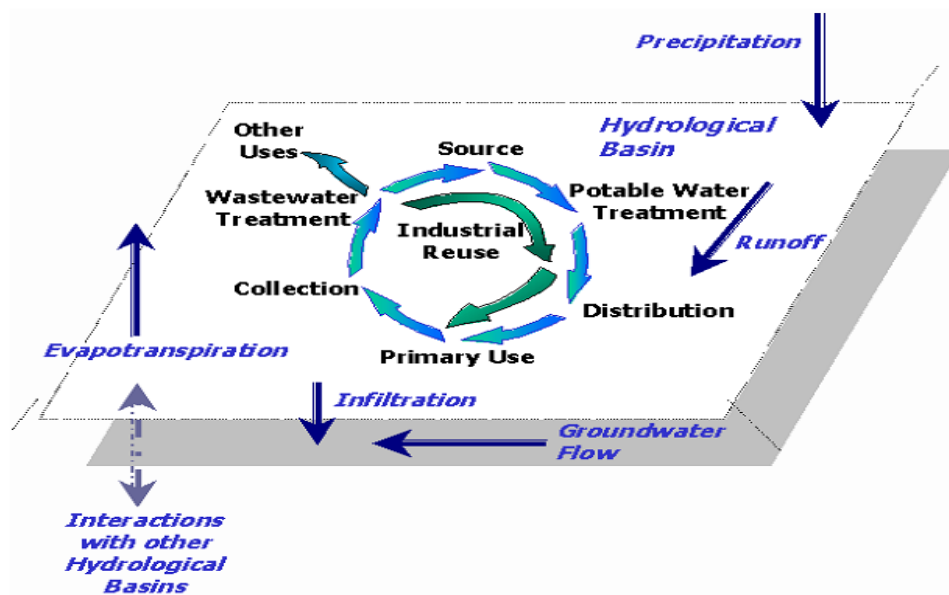 Precipitation
Hydrological
Basin
Other
Uses
Source
Wastewater
Treatment
Potable Water
Treatment
Industrial
Reuse
Runoff
Collection
Distribution
Evapotranspiration
Primary Use
Infiltration
Groundwater
Flow
Interactions
with other
Hydrological
Basins